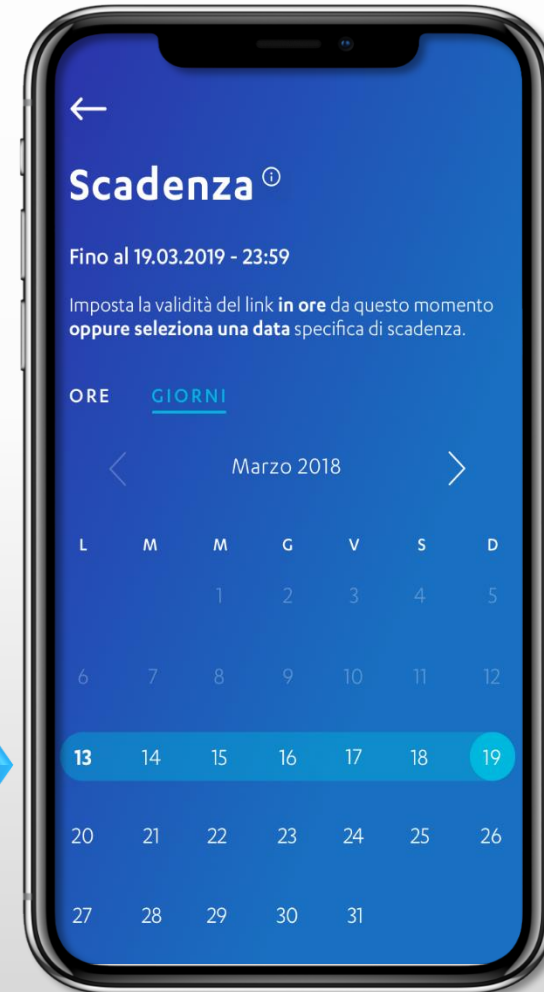 Scadenza
Fino al 19.03.2019 - 23:59
Imposta la validità del link in ore da questo momento
oppure seleziona una data specifica di scadenza.
ORE GIORNI
Marzo 2018
L M M G V S D
1 2 3 4 5
6 7 8 9 10 11 12
13 14 15 16 17 18 19
20 21 22 23 24 25 26
27 28 29 30 31